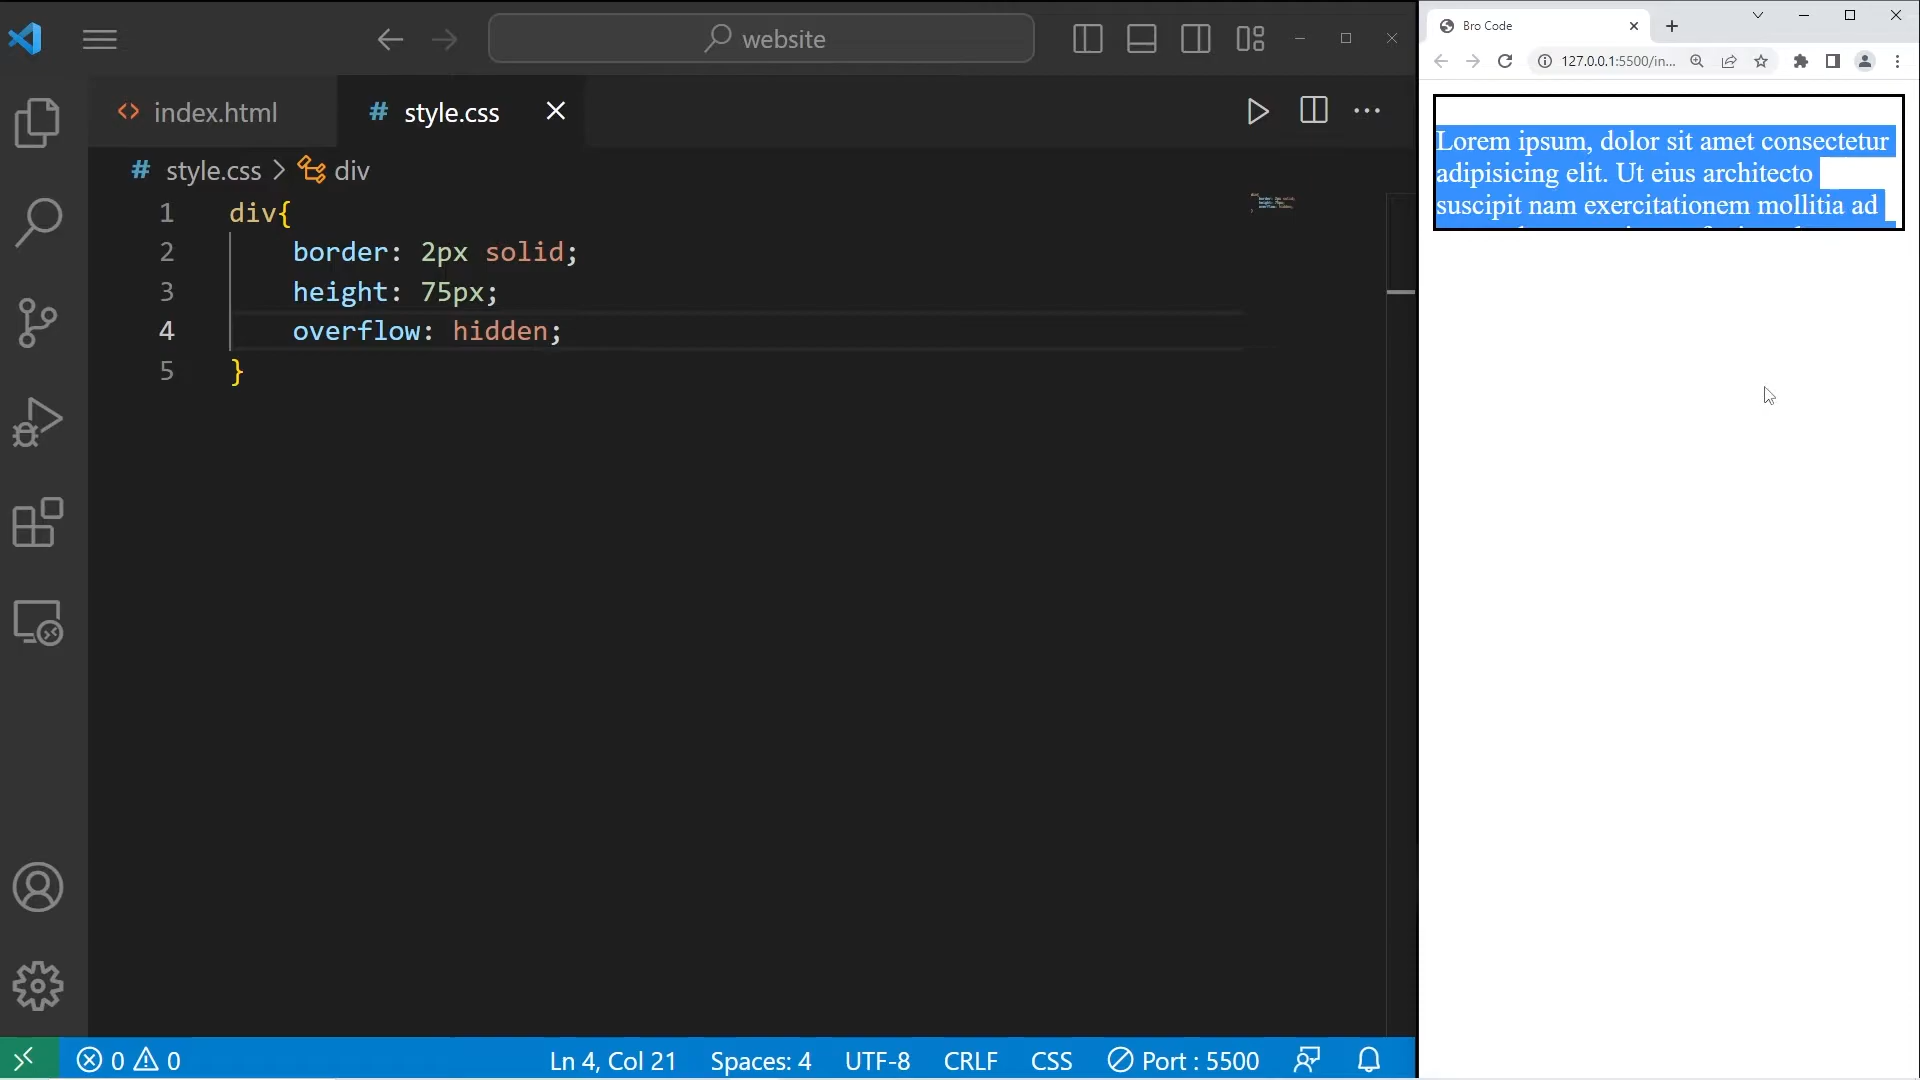 website
index.html
# style.css
# style.css > div
1 div{
2 border: 2px solid;
3 height: 75px;
4 overflow: hidden;
5 }
0 0
Ln 4, Col 21
Spaces: 4
UTF-8
CRLF
CSS
Port : 5500
Bro Code
127.0.0.1:5500/in...
Lorem ipsum, dolor sit amet consectetur
adipisicing elit. Ut eius architecto
suscipit nam exercitationem mollitia ad